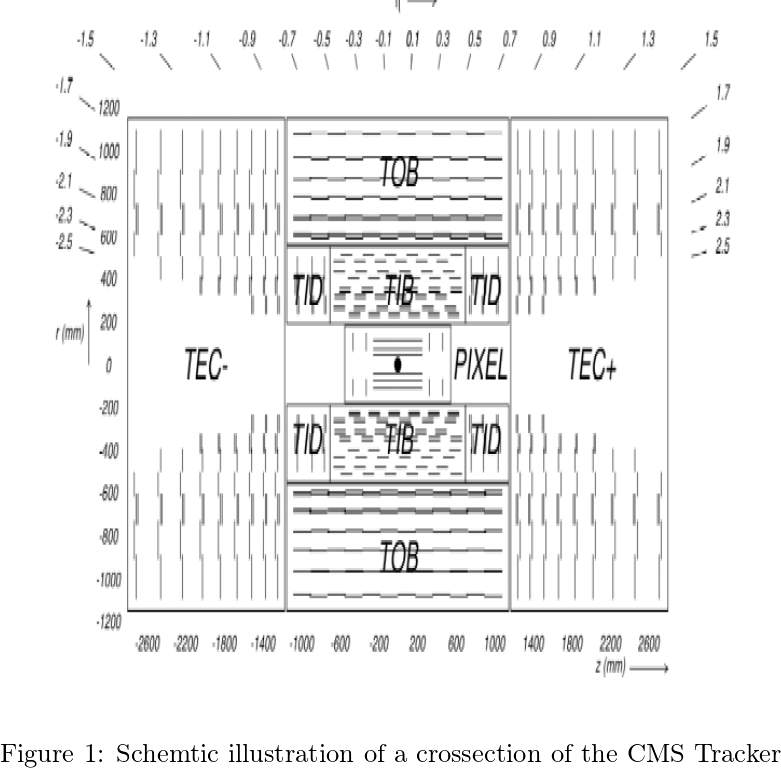 -1.5 -1.3 -1.1 -0.9 -0.7 -0.5 -0.3 -0.1 0.1 0.3 0.5 0.7 0.9 1.1 1.3 1.5
-1.7 1.7
1200
-1.9 1.9
1000
TOB
-2.1 2.1
800
-2.3 2.3
600
-2.5 2.5
400
TID TIB TID
200
r (mm)
0
TEC- PIXEL TEC+
-200
TID TIB TID
-400
-600
-800
TOB
-1000
-1200
-2600 -2200 -1800 -1400 -1000 -600 -200 200 600 1000 1400 1800 2200 2600
z (mm)
Figure 1: Schemtic illustration of a crossection of the CMS Tracker